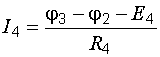 I₄ = (φ₃ − φ₂ − E₄) / R₄